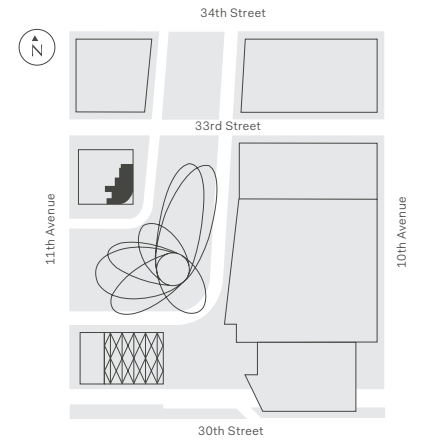 34th Street
N
33rd Street
11th Avenue
10th Avenue
30th Street